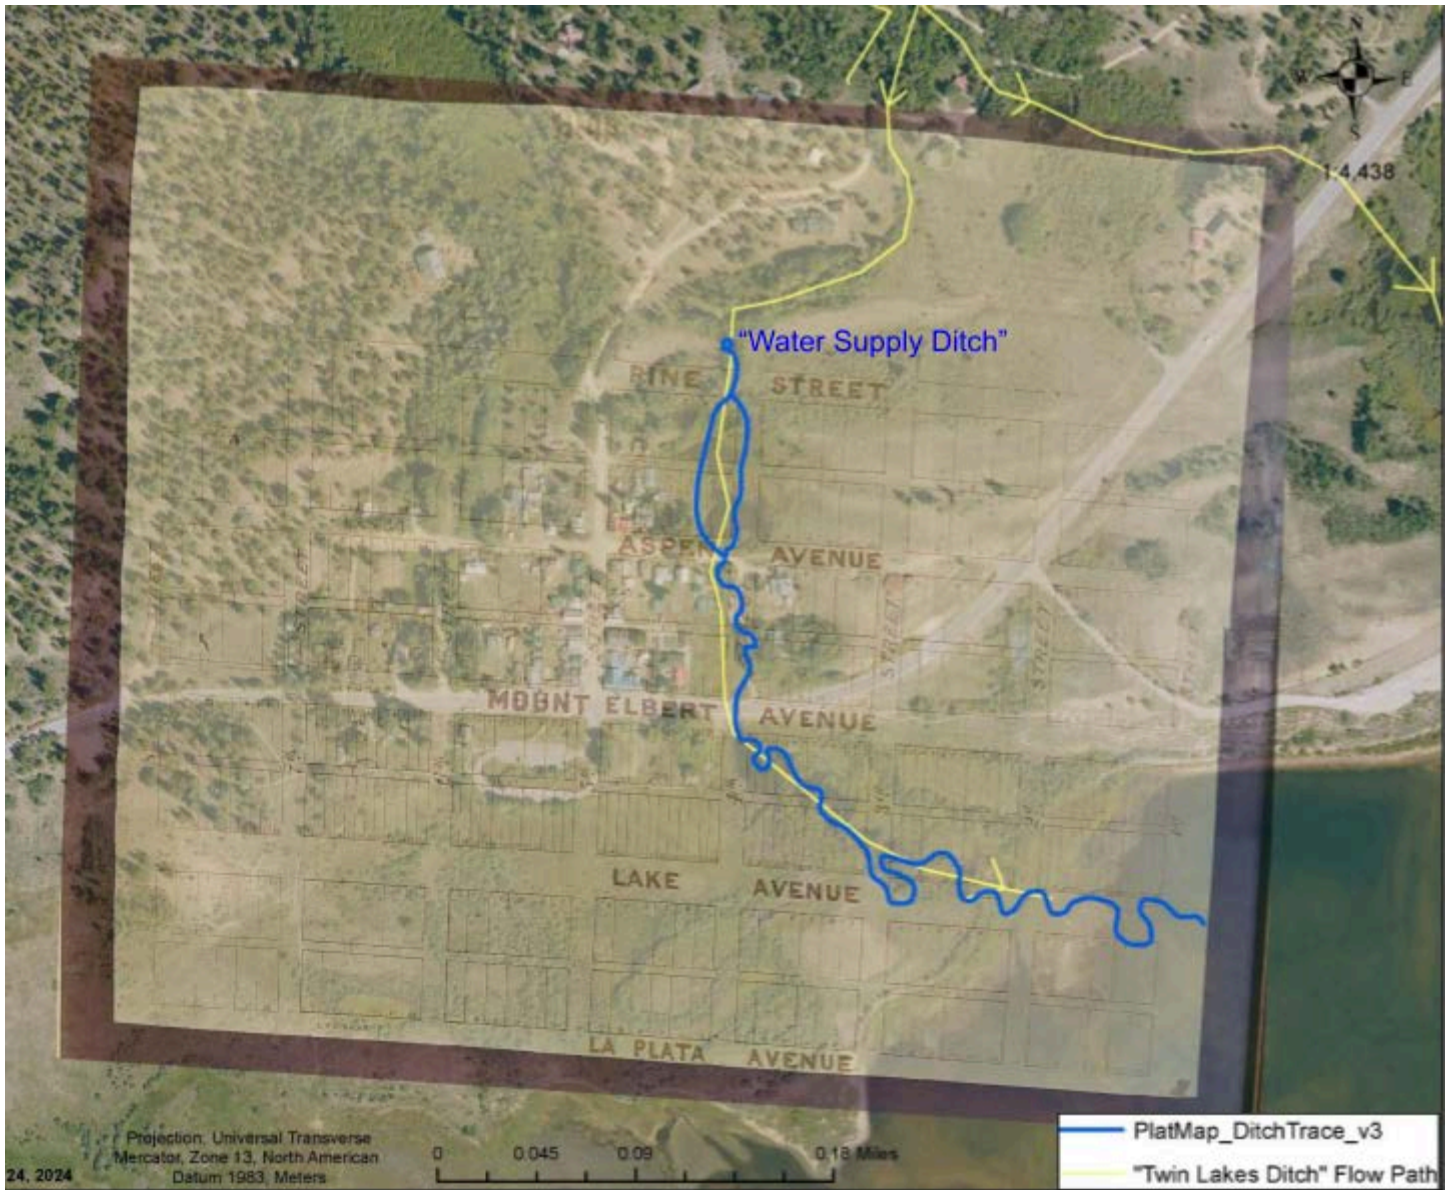 N
W
E
S
1:4,438
"Water Supply Ditch"
PINE STREET
ASPEN AVENUE
STREET
STREET
STREET
MOUNT ELBERT AVENUE
LAKE AVENUE
LA PLATA AVENUE
Projection: Universal Transverse
Mercator, Zone 13, North American
Datum 1983, Meters
24, 2024
0 0.045 0.09 0.18 Miles
PlatMap_DitchTrace_v3
"Twin Lakes Ditch" Flow Path